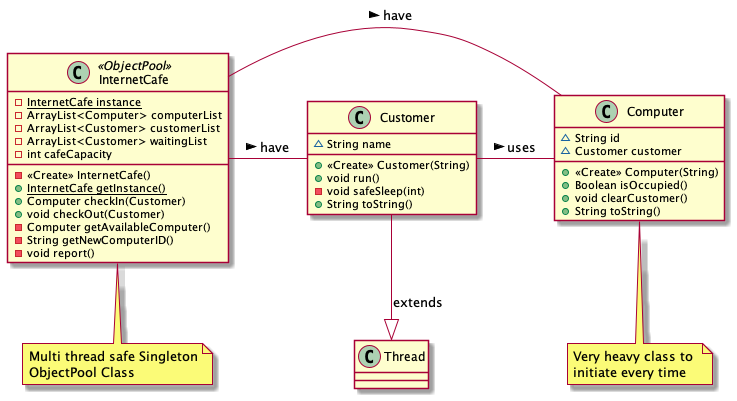 have
«ObjectPool»
C InternetCafe
InternetCafe instance
ArrayList<Computer> computerList
ArrayList<Customer> customerList
ArrayList<Customer> waitingList
int cafeCapacity
«Create» InternetCafe()
InternetCafe getInstance()
Computer checkIn(Customer)
void checkOut(Customer)
Computer getAvailableComputer()
String getNewComputerID()
void report()
have
C Customer
String name
«Create» Customer(String)
void run()
void safeSleep(int)
String toString()
uses
C Computer
String id
Customer customer
«Create» Computer(String)
Boolean isOccupied()
void clearCustomer()
String toString()
extends
Multi thread safe Singleton
ObjectPool Class
C Thread
Very heavy class to
initiate every time